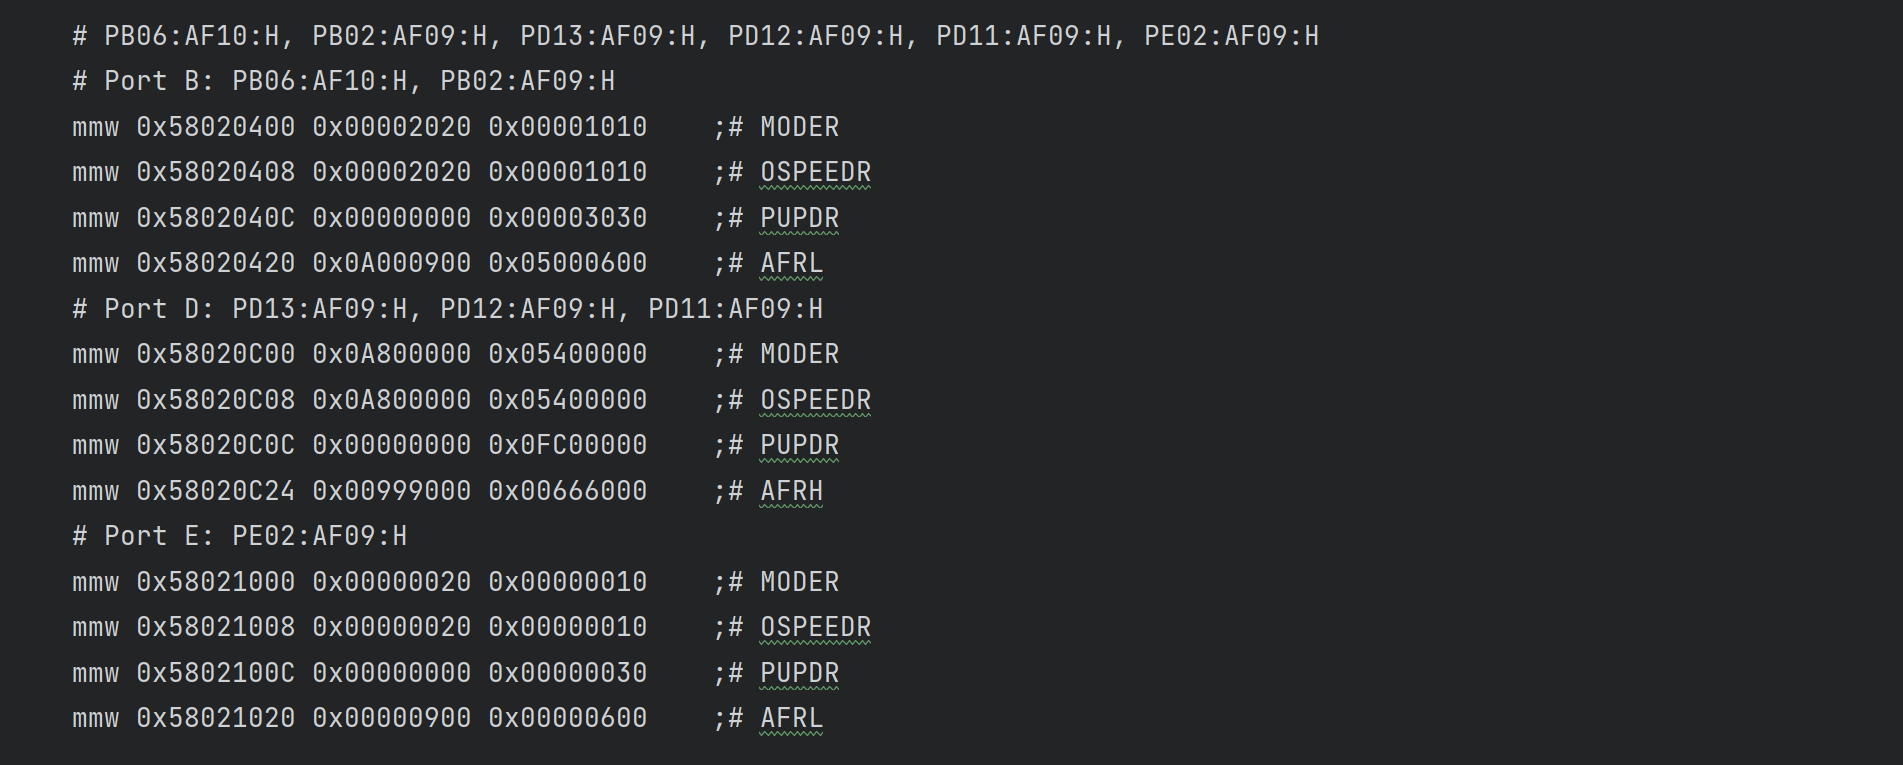 # PB06:AF10:H, PB02:AF09:H, PD13:AF09:H, PD12:AF09:H, PD11:AF09:H, PE02:AF09:H
# Port B: PB06:AF10:H, PB02:AF09:H
mmw 0x58020400 0x00002020 0x00001010    ;# MODER
mmw 0x58020408 0x00002020 0x00001010    ;# OSPEEDR
mmw 0x5802040C 0x00000000 0x00003030    ;# PUPDR
mmw 0x58020420 0x0A000900 0x05000600    ;# AFRL
# Port D: PD13:AF09:H, PD12:AF09:H, PD11:AF09:H
mmw 0x58020C00 0x0A800000 0x05400000    ;# MODER
mmw 0x58020C08 0x0A800000 0x05400000    ;# OSPEEDR
mmw 0x58020C0C 0x00000000 0x0FC00000    ;# PUPDR
mmw 0x58020C24 0x00999000 0x00666000    ;# AFRH
# Port E: PE02:AF09:H
mmw 0x58021000 0x00000020 0x00000010    ;# MODER
mmw 0x58021008 0x00000020 0x00000010    ;# OSPEEDR
mmw 0x5802100C 0x00000000 0x00000030    ;# PUPDR
mmw 0x58021020 0x00000900 0x00000600    ;# AFRL